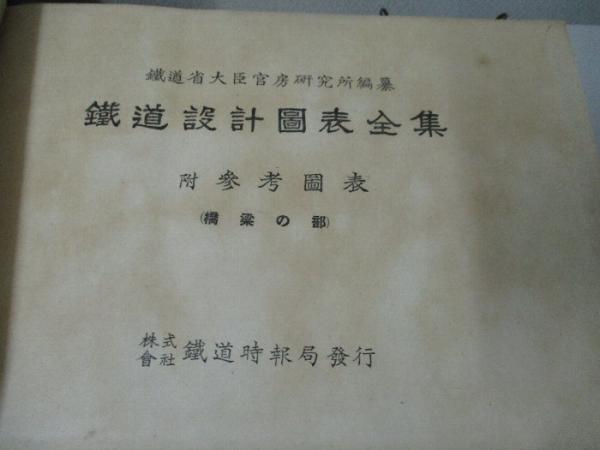 鐵道省大臣官房研究所編纂
鐵道設計圖表全集
附參考圖表
(橋梁の部)
株式會社鐵道時報局發行